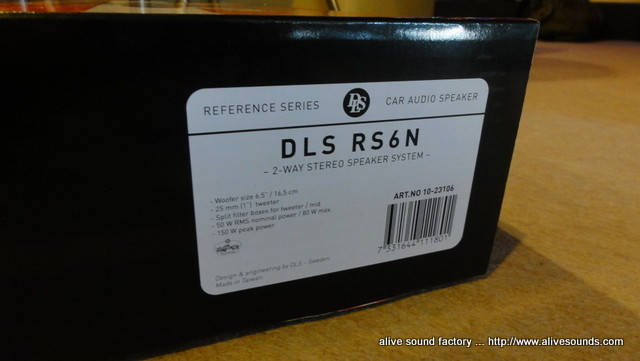 REFERENCE SERIES DLS CAR AUDIO SPEAKER
DLS RS6N
- 2-WAY STEREO SPEAKER SYSTEM -
- Woofer size 6,5" / 16,5 cm
- 25 mm (1") tweeter
- Split filter boxes for tweeter / mid
- 50 W RMS nominal power / 80 W max.
- 150 W peak power
ART.NO 10-23106
7 331644 111801
Design & engineering by DLS - Sweden
Made in Taiwan
alive sound factory ... http://www.alivesounds.com